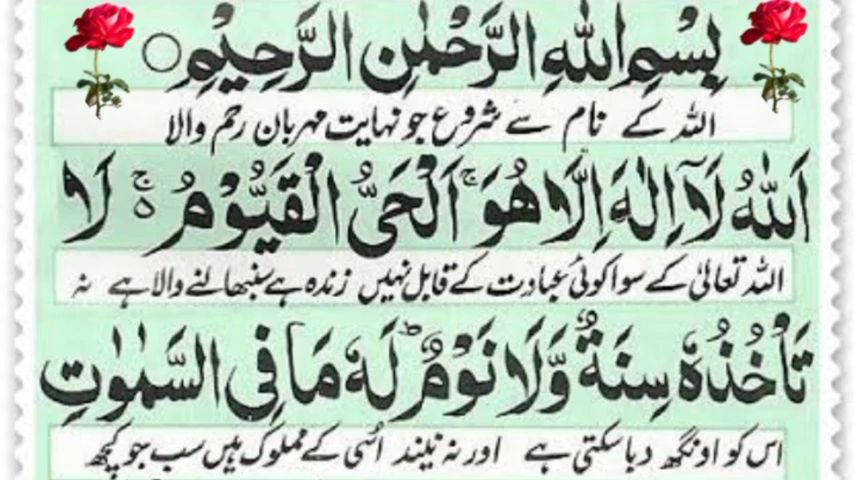 بِسْمِ اللهِ الرَّحْمٰنِ الرَّحِيْمِ ○
اللہ کے نام سے شروع جو نہایت مہربان رحم والا
اَللهُ لَآ اِلٰهَ اِلَّا هُوَ ۚ اَلْحَيُّ الْقَيُّوْمُ ۚ۬ لَا
اللہ تعالیٰ کے سوا کوئی عبادت کے قابل نہیں زندہ ہے سنبھالنے والا ہے نہ
تَاْخُذُهٗ سِنَةٌ وَّلَا نَوْمٌ ؕ لَهٗ مَا فِي السَّمٰوٰتِ
اس کو اونگھ دبا سکتی ہے اور نہ نیند اسی کے مملوک ہیں سب جو کچھ